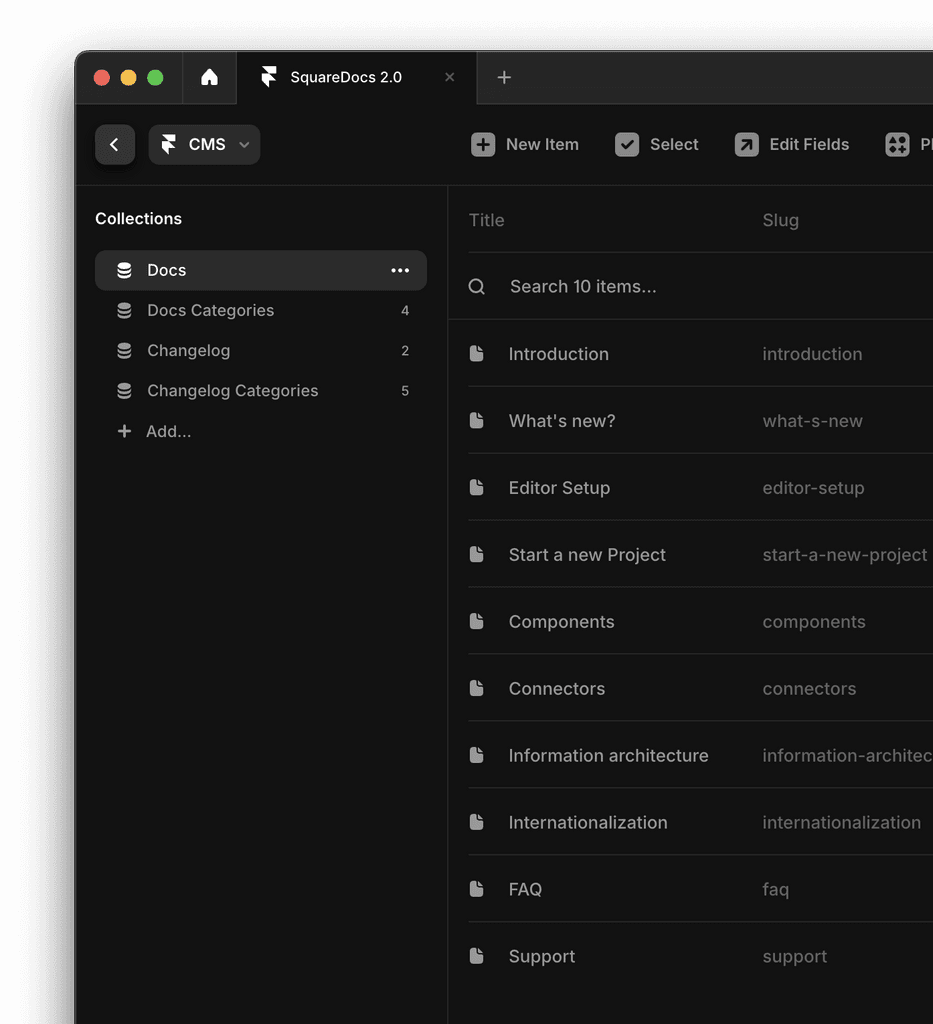 SquareDocs 2.0
CMS
New Item
Select
Edit Fields
Collections
Docs
Docs Categories 4
Changelog 2
Changelog Categories 5
Add...
Title Slug
Search 10 items...
Introduction introduction
What's new? what-s-new
Editor Setup editor-setup
Start a new Project start-a-new-project
Components components
Connectors connectors
Information architecture information-architec
Internationalization internationalization
FAQ faq
Support support